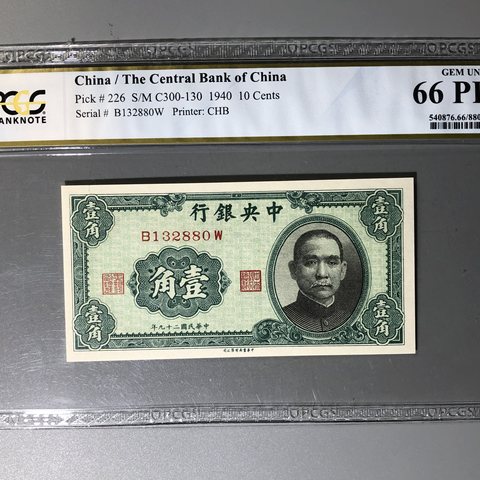 PCGS
BANKNOTE
China / The Central Bank of China
Pick # 226 S/M C300-130 1940 10 Cents
Serial # B132880W Printer: CHB
GEM UN
66 PP
540876.66/880
行銀央中
B132880W
角壹
壹角
壹角
壹角
壹角
年九十二國民華中